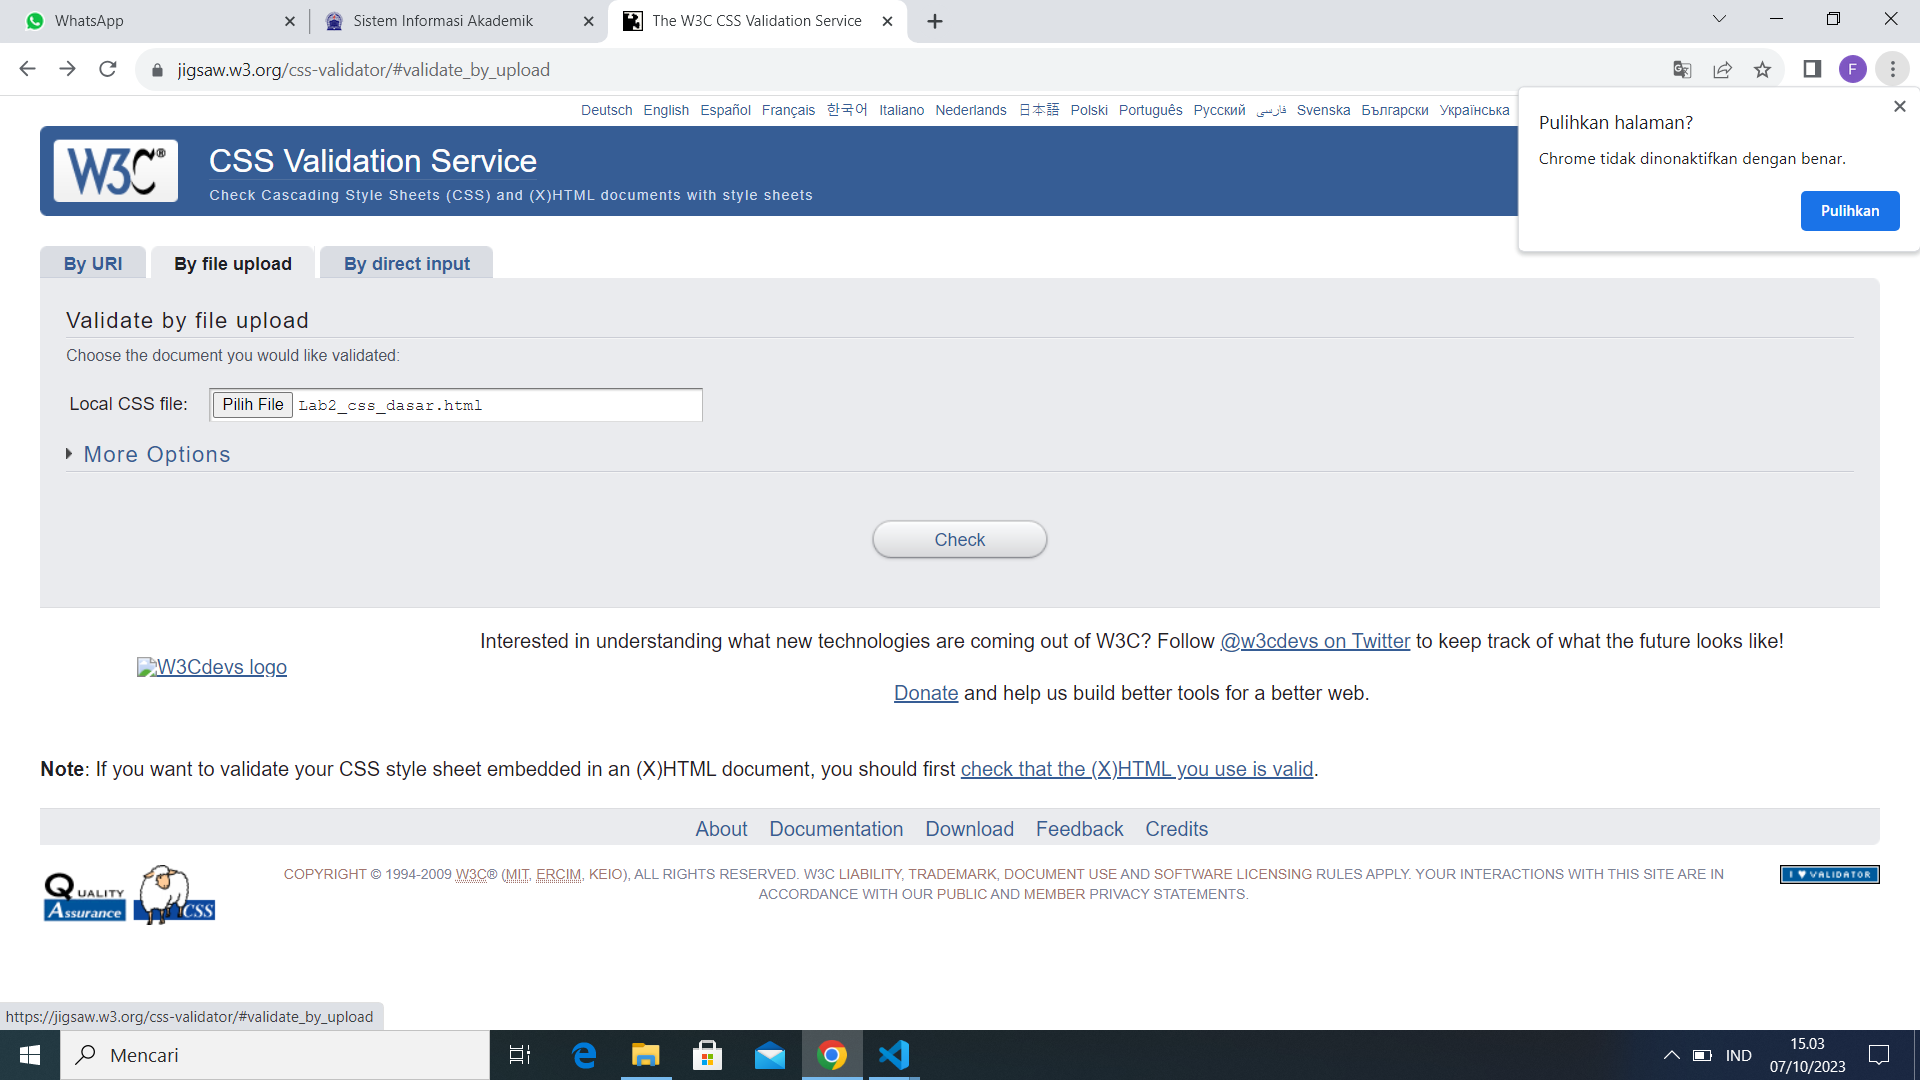 WhatsApp
Sistem Informasi Akademik
The W3C CSS Validation Service
jigsaw.w3.org/css-validator/#validate_by_upload
F
Deutsch English Español Français 한국어 Italiano Nederlands 日本語 Polski Português Русский فارسی Svenska Български Українська
Pulihkan halaman?
Chrome tidak dinonaktifkan dengan benar.
Pulihkan
W3C®
CSS Validation Service
Check Cascading Style Sheets (CSS) and (X)HTML documents with style sheets
By URI
By file upload
By direct input
Validate by file upload
Choose the document you would like validated:
Local CSS file: Pilih File Lab2_css_dasar.html
More Options
Check
W3Cdevs logo
Interested in understanding what new technologies are coming out of W3C? Follow @w3cdevs on Twitter to keep track of what the future looks like!
Donate and help us build better tools for a better web.
Note: If you want to validate your CSS style sheet embedded in an (X)HTML document, you should first check that the (X)HTML you use is valid.
About Documentation Download Feedback Credits
QUALITY
Assurance
CSS
COPYRIGHT © 1994-2009 W3C® (MIT, ERCIM, KEIO), ALL RIGHTS RESERVED. W3C LIABILITY, TRADEMARK, DOCUMENT USE AND SOFTWARE LICENSING RULES APPLY. YOUR INTERACTIONS WITH THIS SITE ARE IN
ACCORDANCE WITH OUR PUBLIC AND MEMBER PRIVACY STATEMENTS.
I ♥ VALIDATOR
https://jigsaw.w3.org/css-validator/#validate_by_upload
Mencari
IND
15.03
07/10/2023